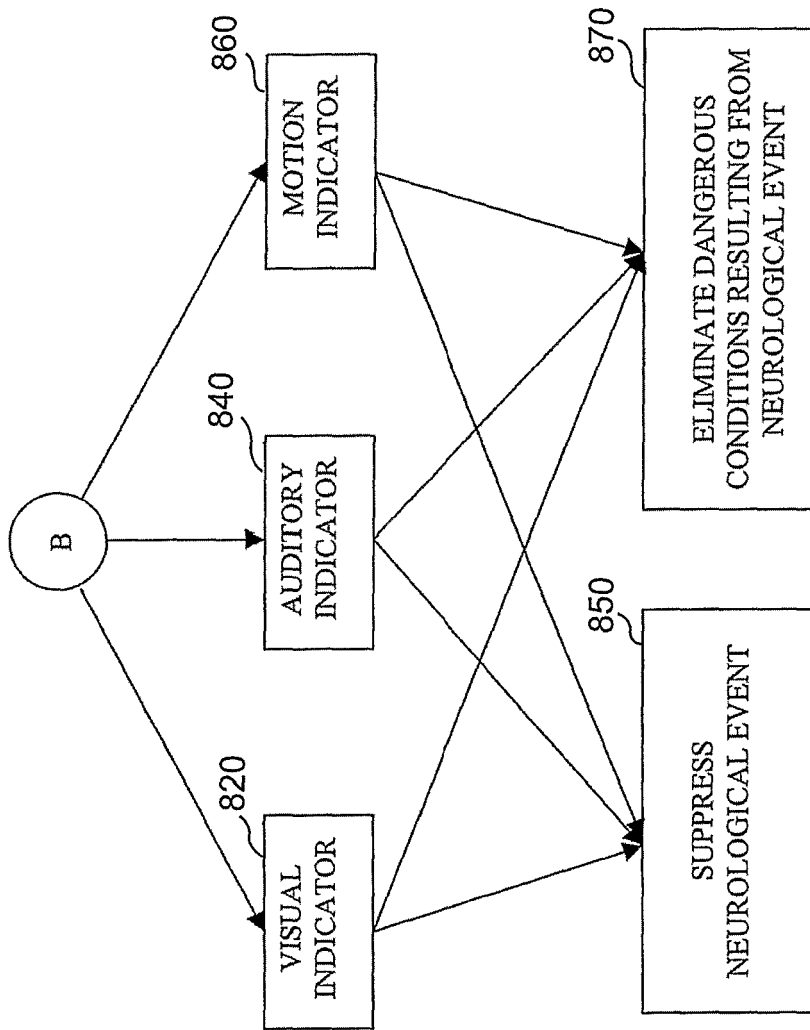 B
820
VISUAL
INDICATOR
840
AUDITORY
INDICATOR
860
MOTION
INDICATOR
850
SUPPRESS
NEUROLOGICAL EVENT
870
ELIMINATE DANGEROUS
CONDITIONS RESULTING FROM
NEUROLOGICAL EVENT